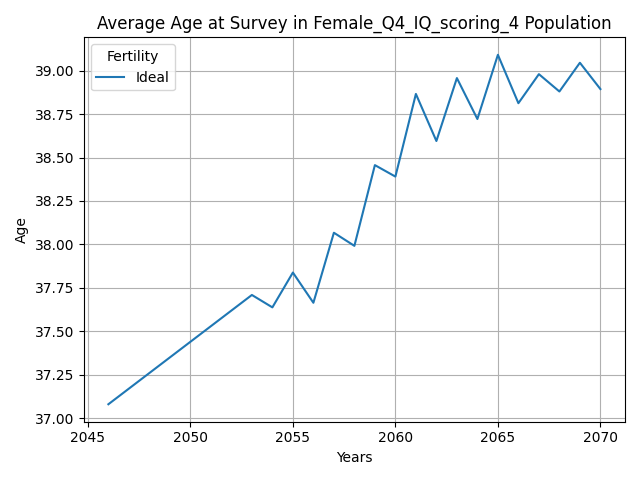 Average Age at Survey in Female_Q4_IQ_scoring_4 Population
Fertility
Ideal
Age
39.00
38.75
38.50
38.25
38.00
37.75
37.50
37.25
37.00
2045 2050 2055 2060 2065 2070
Years